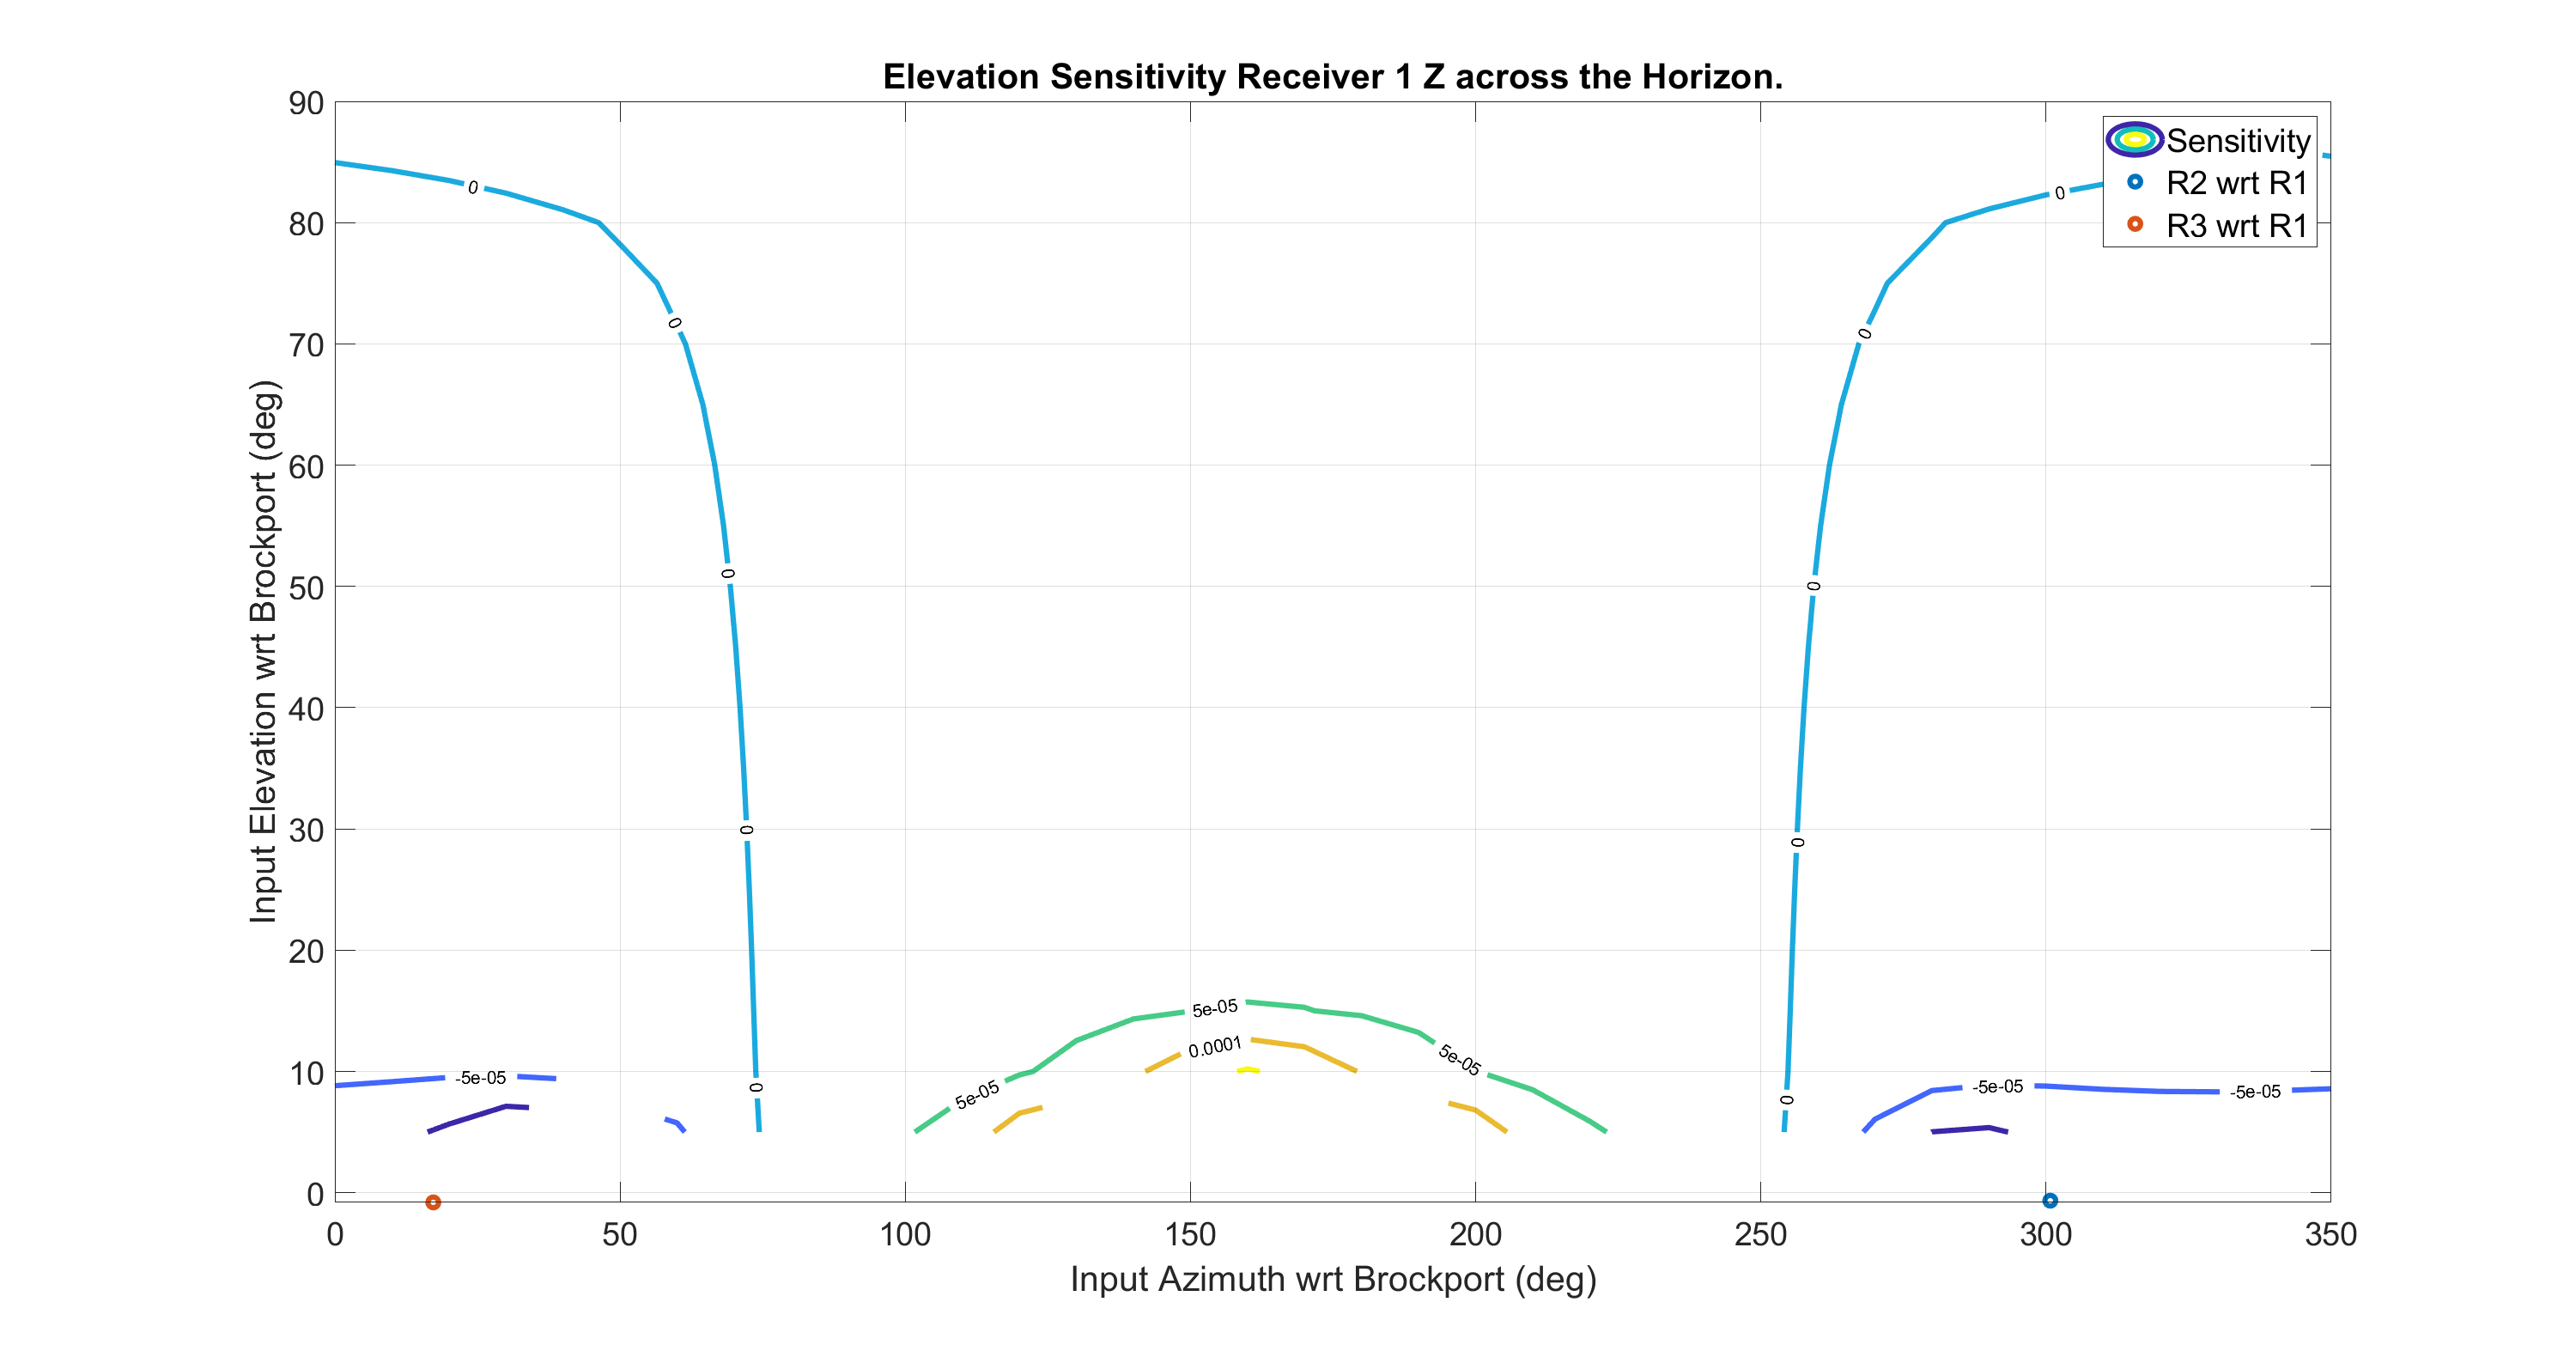 Elevation Sensitivity Receiver 1 Z across the Horizon.
Sensitivity
R2 wrt R1
R3 wrt R1
Input Elevation wrt Brockport (deg)
90
80
70
60
50
40
30
20
10
0
0
0
0
0
0
0
0
0
0
0
5e-05
0.0001
5e-05
5e-05
-5e-05
-5e-05
-5e-05
0 50 100 150 200 250 300 350
Input Azimuth wrt Brockport (deg)